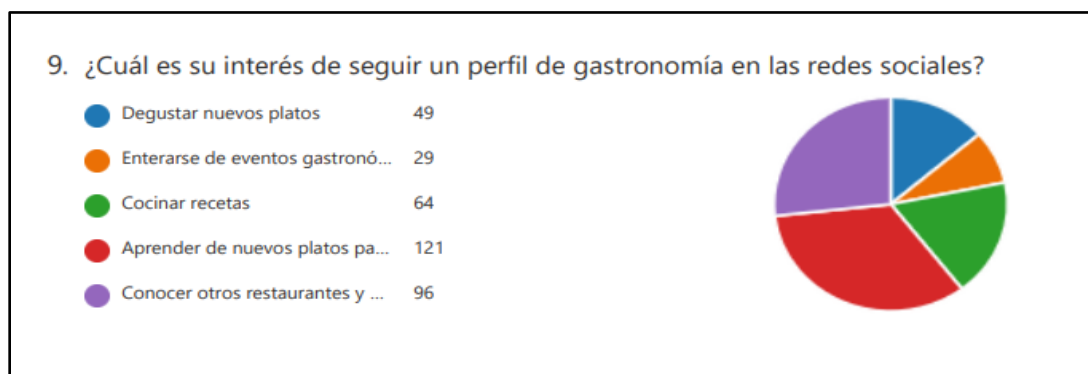 9. ¿Cuál es su interés de seguir un perfil de gastronomía en las redes sociales?
Degustar nuevos platos 49
Enterarse de eventos gastronó... 29
Cocinar recetas 64
Aprender de nuevos platos pa... 121
Conocer otros restaurantes y ... 96